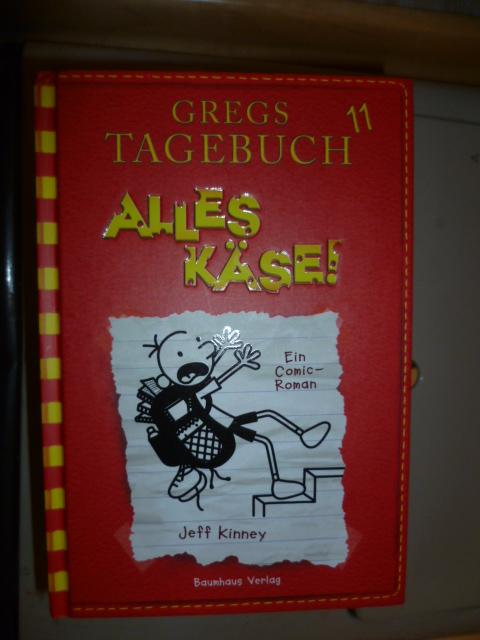 GREGS 11
TAGEBUCH
ALLES
KÄSE!
Ein
Comic-
Roman
Jeff Kinney
Baumhaus Verlag